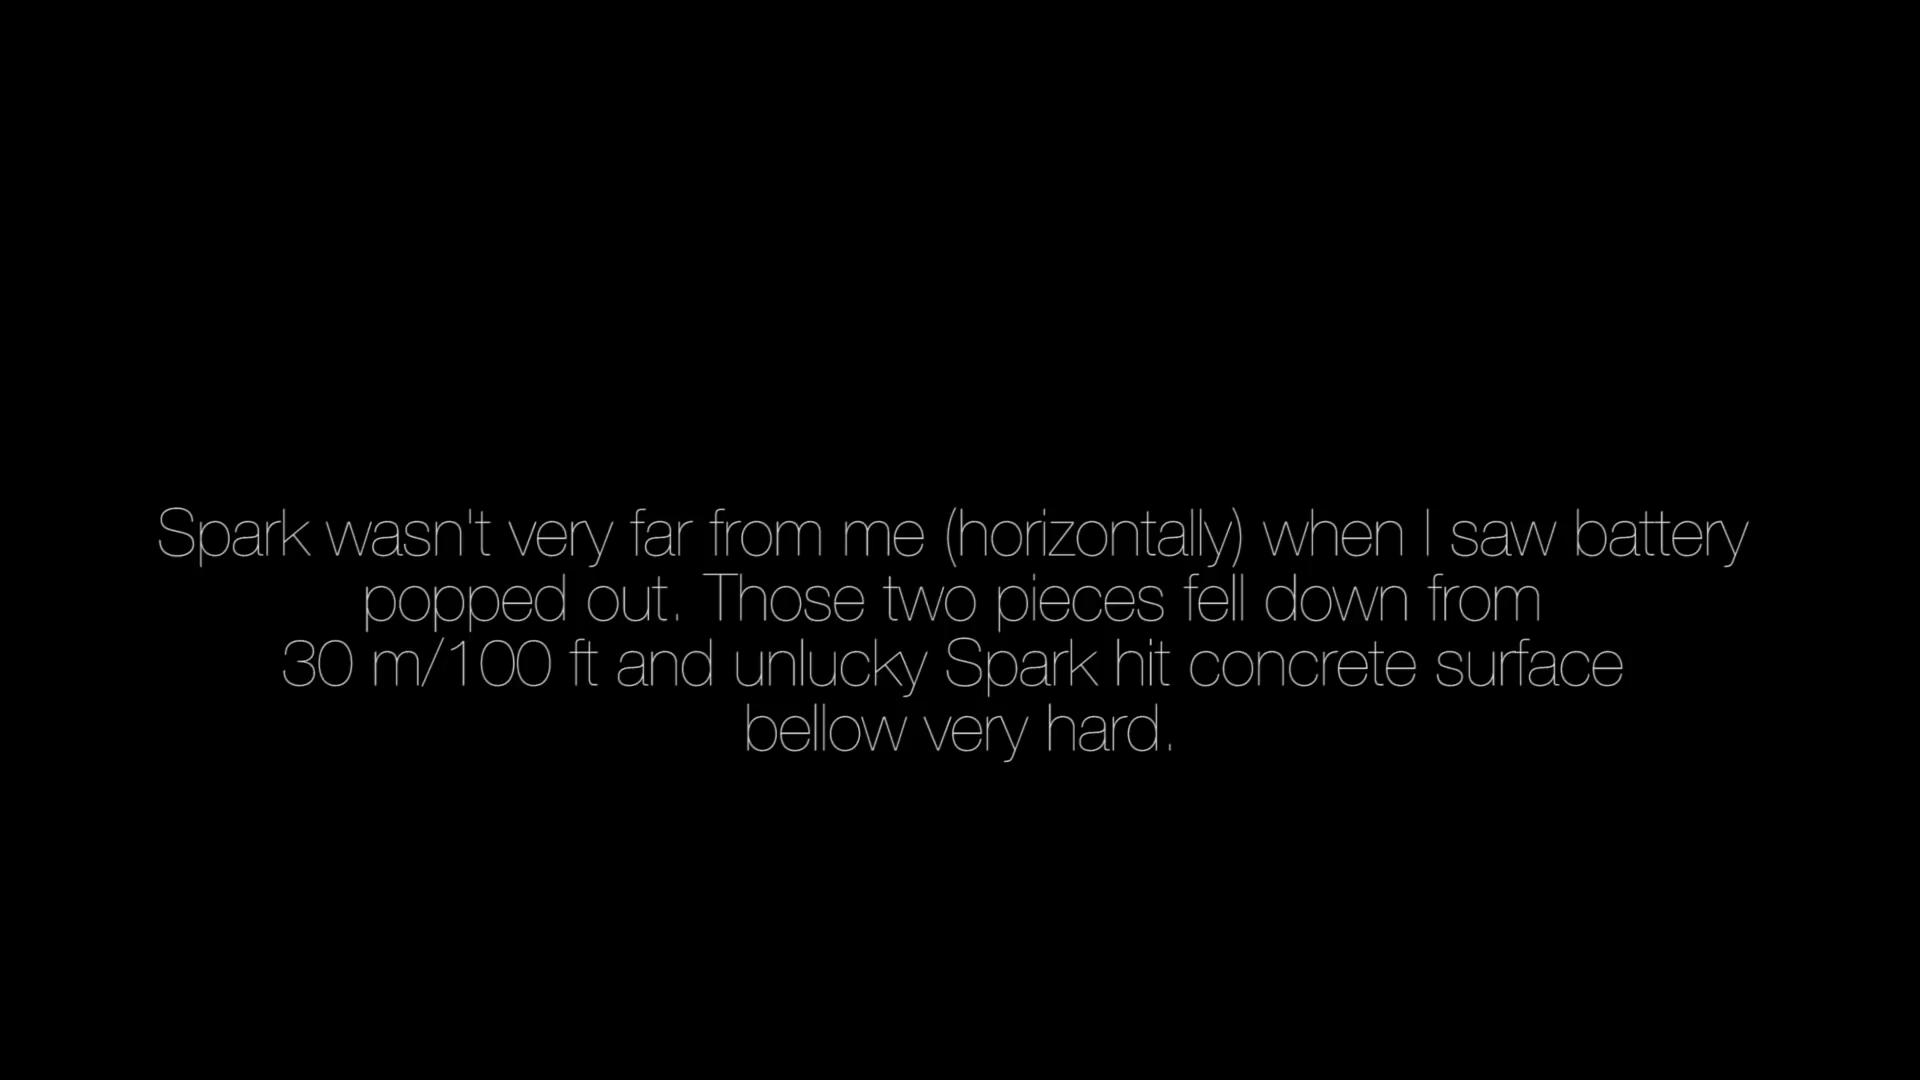 Spark wasn't very far from me (horizontally) when I saw battery
popped out. Those two pieces fell down from
30 m/100 ft and unlucky Spark hit concrete surface
bellow very hard.